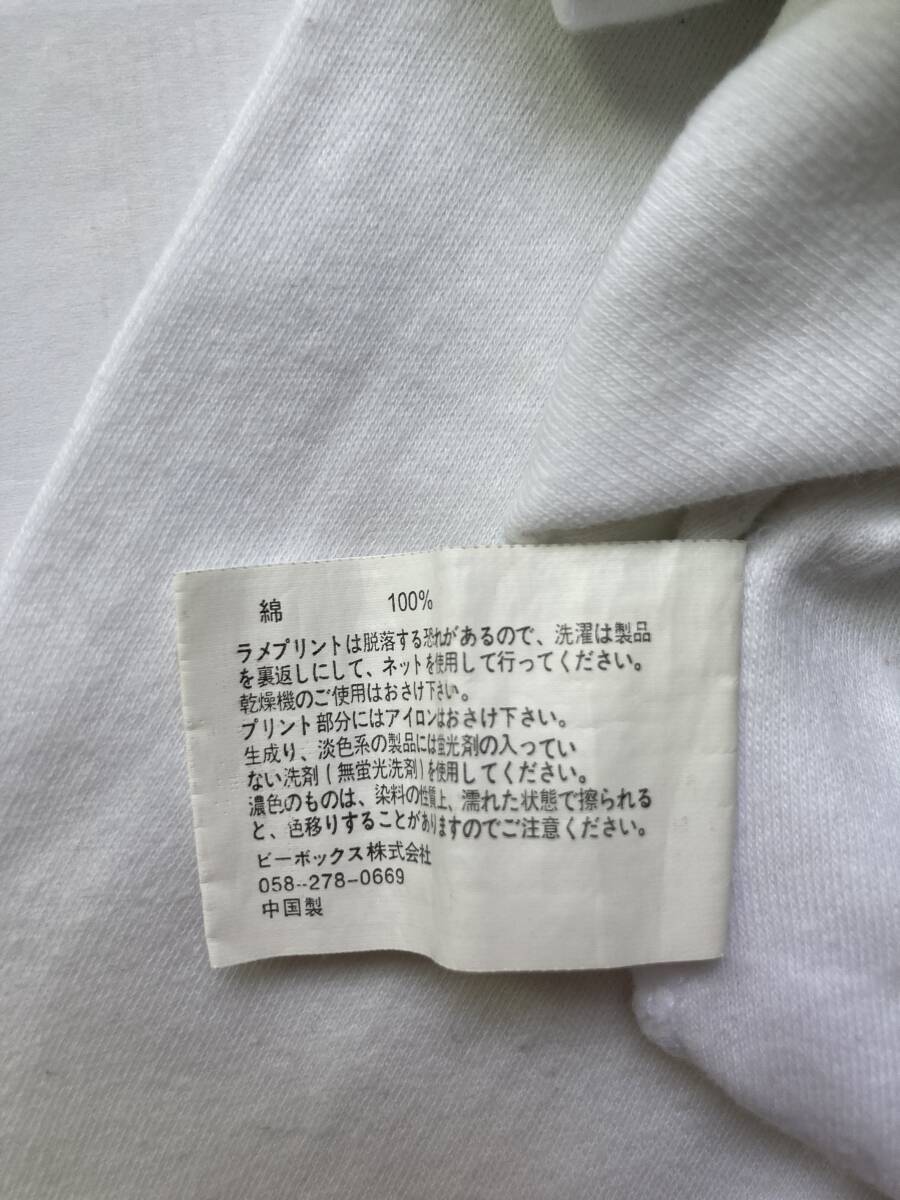 綿 100%
ラメプリントは脱落する恐れがあるので、洗濯は製品
を裏返しにして、ネットを使用して行ってください。
乾燥機のご使用はおさけ下さい。
プリント部分にはアイロンはおさけ下さい。
生成り、淡色系の製品には蛍光剤の入ってい
ない洗剤(無蛍光洗剤)を使用してください。
濃色のものは、染料の性質上、濡れた状態で擦られる
と、色移りすることがありますのでご注意ください。
ビーボックス株式会社
058--278-0669
中国製